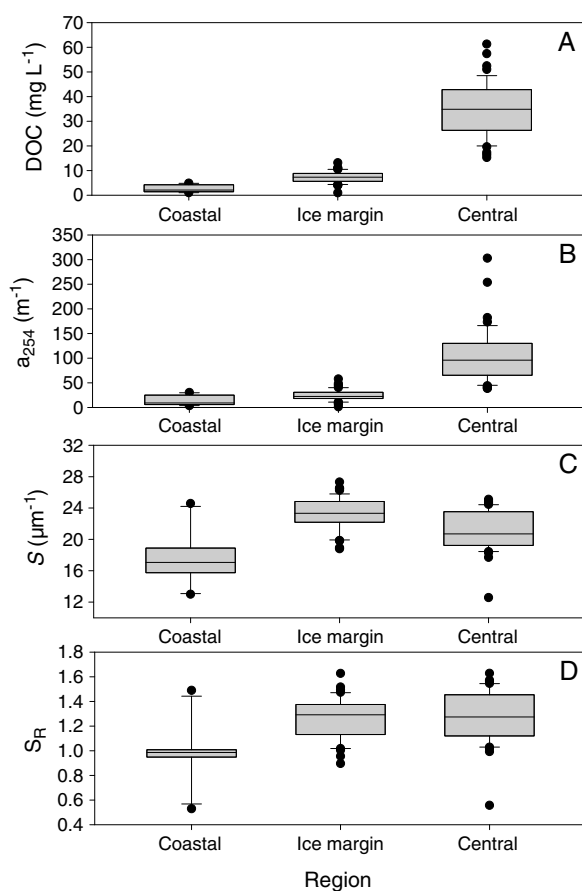 A
DOC (mg L⁻¹)
70
60
50
40
30
20
10
0
Coastal Ice margin Central
B
a₂₅₄ (m⁻¹)
350
300
250
200
150
100
50
0
Coastal Ice margin Central
C
S (µm⁻¹)
28
24
20
16
12
Coastal Ice margin Central
D
S_R
1.8
1.6
1.4
1.2
1.0
0.8
0.6
0.4
Coastal Ice margin Central
Region